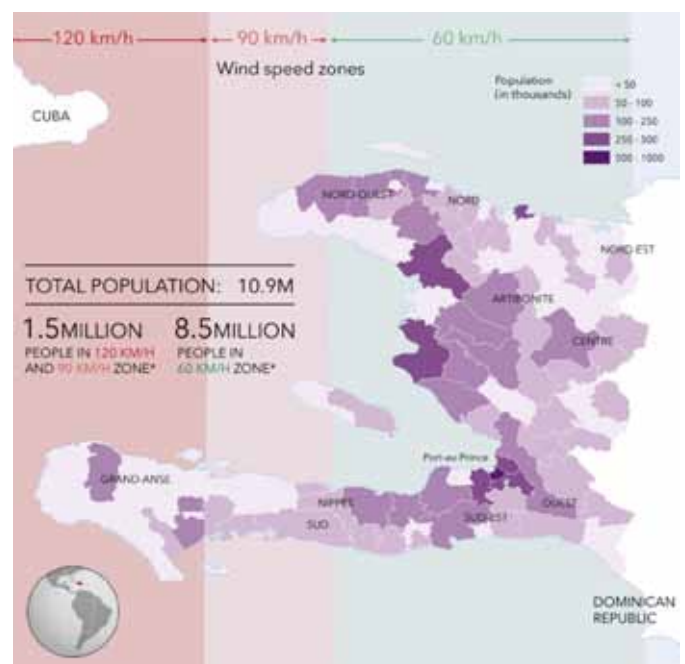 120 km/h
90 km/h
60 km/h
Wind speed zones
Population
(in thousands)
< 50
50 - 100
100 - 250
250 - 500
500 - 1000
CUBA
NORD-OUEST
NORD
NORD-EST
TOTAL POPULATION: 10.9M
ARTIBONITE
1.5MILLION
PEOPLE IN 120 KM/H
AND 90 KM/H ZONE*
8.5MILLION
PEOPLE IN
60 KM/H ZONE*
CENTRE
Port-au Prince
GRAND-ANSE
NIPPES
OUEST
SUD
SUD-EST
DOMINICAN
REPUBLIC